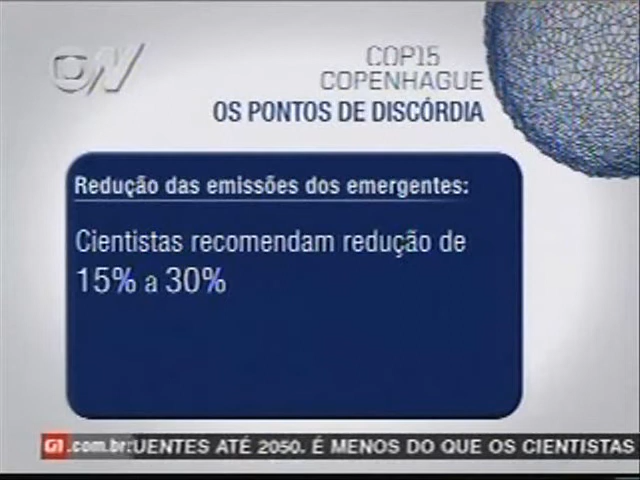 COP15
COPENHAGUE
OS PONTOS DE DISCÓRDIA
Redução das emissões dos emergentes:
Cientistas recomendam redução de
15% a 30%
G1.com.br: UENTES ATÉ 2050. É MENOS DO QUE OS CIENTISTAS